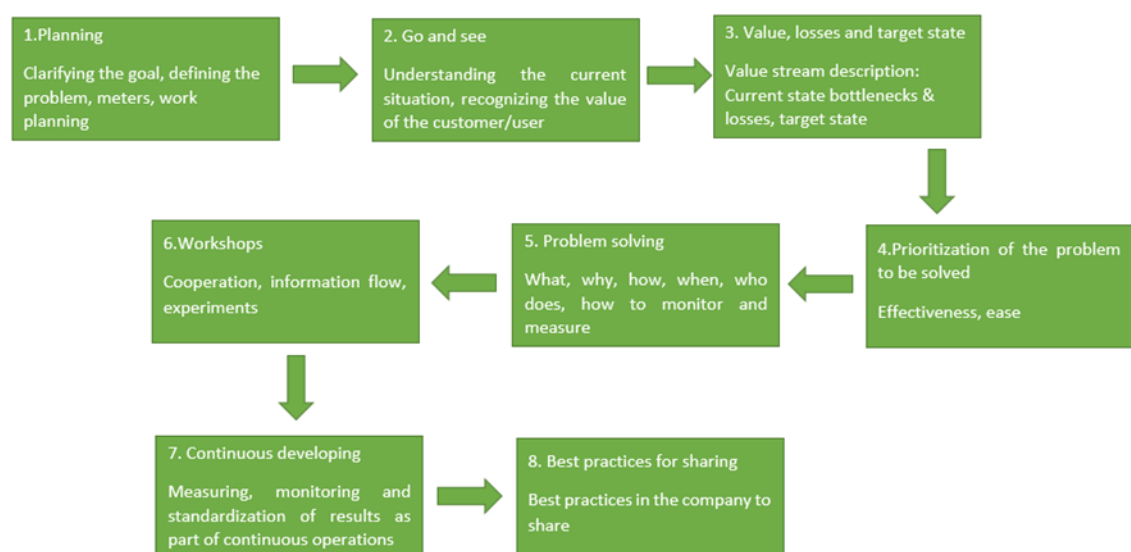 1.Planning
Clarifying the goal, defining the
problem, meters, work
planning
2. Go and see
Understanding the current
situation, recognizing the value
of the customer/user
3. Value, losses and target state
Value stream description:
Current state bottlenecks &
losses, target state
4.Prioritization of the problem
to be solved
Effectiveness, ease
5. Problem solving
What, why, how, when, who
does, how to monitor and
measure
6.Workshops
Cooperation, information flow,
experiments
7. Continuous developing
Measuring, monitoring and
standardization of results as
part of continuous operations
8. Best practices for sharing
Best practices in the company to
share